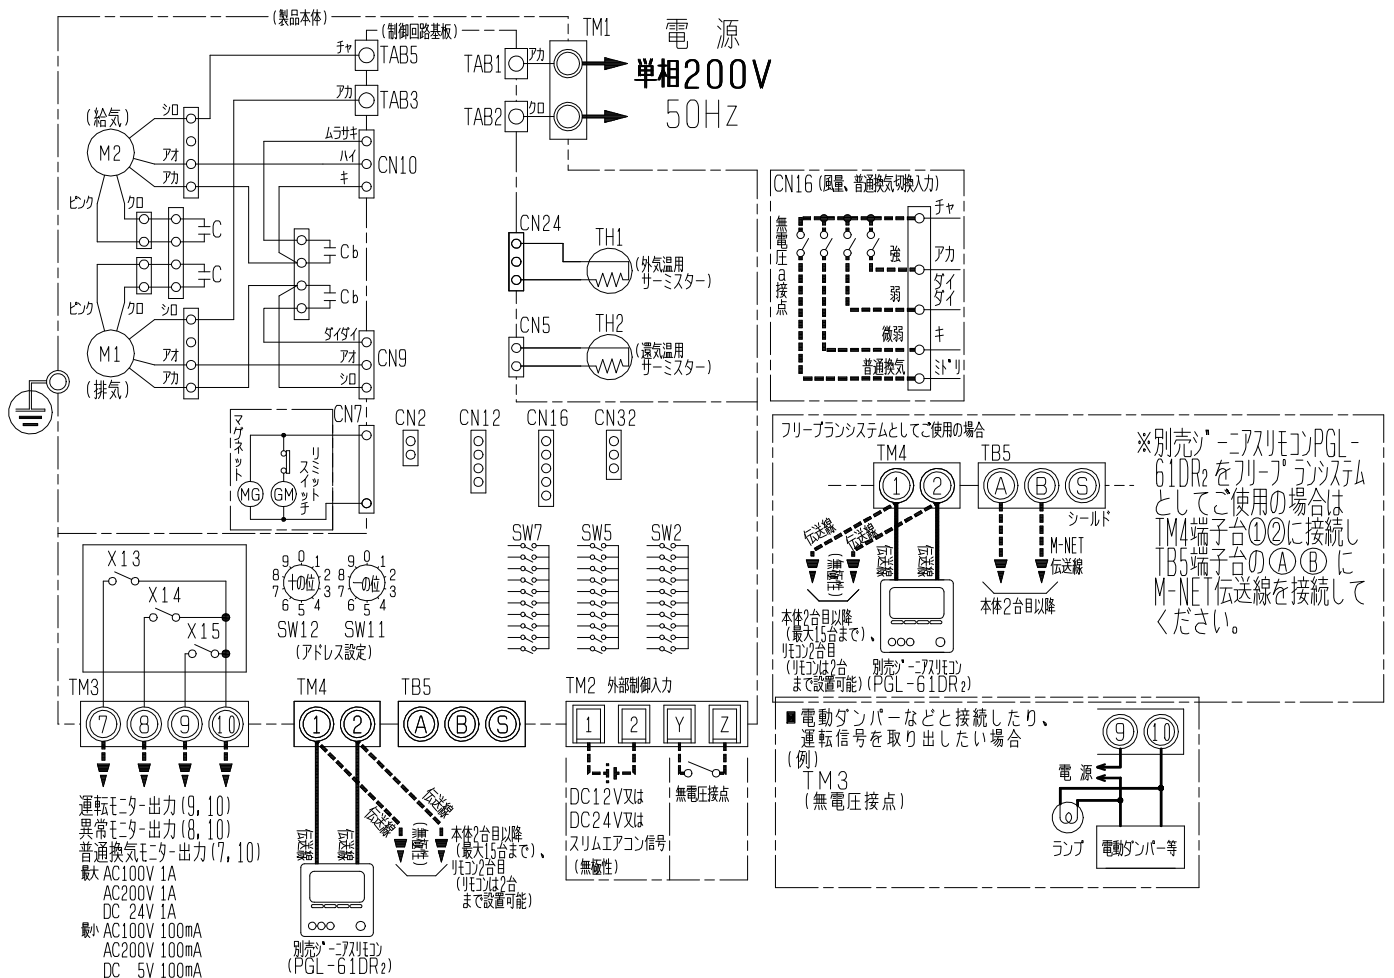 (製品本体)
(制御回路基板)
TM1
電 源
単相200V
50Hz
チャ
TAB5
TAB1
アカ
アカ
TAB3
TAB2
クロ
(給気)
M2
シロ
アオ
アカ
ピンク
クロ
ムラサキ
ハイ
キ
CN10
C
C
Cb
Cb
ピンク
クロ
シロ
M1
(排気)
アオ
アカ
ダイダイ
アオ
シロ
CN9
CN24
TH1
(外気温用
サーミスター)
CN5
TH2
(還気温用
サーミスター)
CN16 (風量、普通換気切換入力)
無電圧a接点
チャ
強
アカ
弱
ダイダイ
微弱
キ
普通換気
ミドリ
マグネット
リミットスイッチ
MG
GM
CN7
CN2
CN12
CN16
CN32
SW7
SW5
SW2
X13
X14
X15
0 1 2 3 4 5 6 7 8 9
十の位
SW12
0 1 2 3 4 5 6 7 8 9
一の位
SW11
(アドレス設定)
TM3
7 8 9 10
TM4
1 2
TB5
A B S
TM2 外部制御入力
1 2 Y Z
運転モニター出力(9,10)
異常モニター出力(8,10)
普通換気モニター出力(7,10)
最大 AC100V 1A
AC200V 1A
DC 24V 1A
最小 AC100V 100mA
AC200V 100mA
DC 5V 100mA
伝送線
伝送線
伝送線
伝送線
(無極性)
本体2台目以降
(最大15台まで)、
リモコン2台目
(リモコンは2台
まで設置可能)
別売ジーニアスリモコン
(PGL-61DR₂)
DC12V又は
DC24V又は
スリムエアコン信号
(無極性)
無電圧接点
フリープランシステムとしてご使用の場合
TM4
1 2
TB5
A B S
シールド
伝送線
伝送線
伝送線
伝送線
(無極性)
M-NET
伝送線
本体2台目以降
本体2台目以降
(最大15台まで)、
リモコン2台目
(リモコンは2台
まで設置可能)
別売ジーニアスリモコン
(PGL-61DR₂)
※別売ジーニアスリモコンPGL-
61DR₂をフリープランシステム
としてご使用の場合は
TM4端子台①②に接続し
TB5端子台のⒶⒷに
M-NET伝送線を接続して
ください。
■電動ダンパーなどと接続したり、
運転信号を取り出したい場合
(例)
TM3
(無電圧接点)
9 10
電 源
ランプ
電動ダンパー等